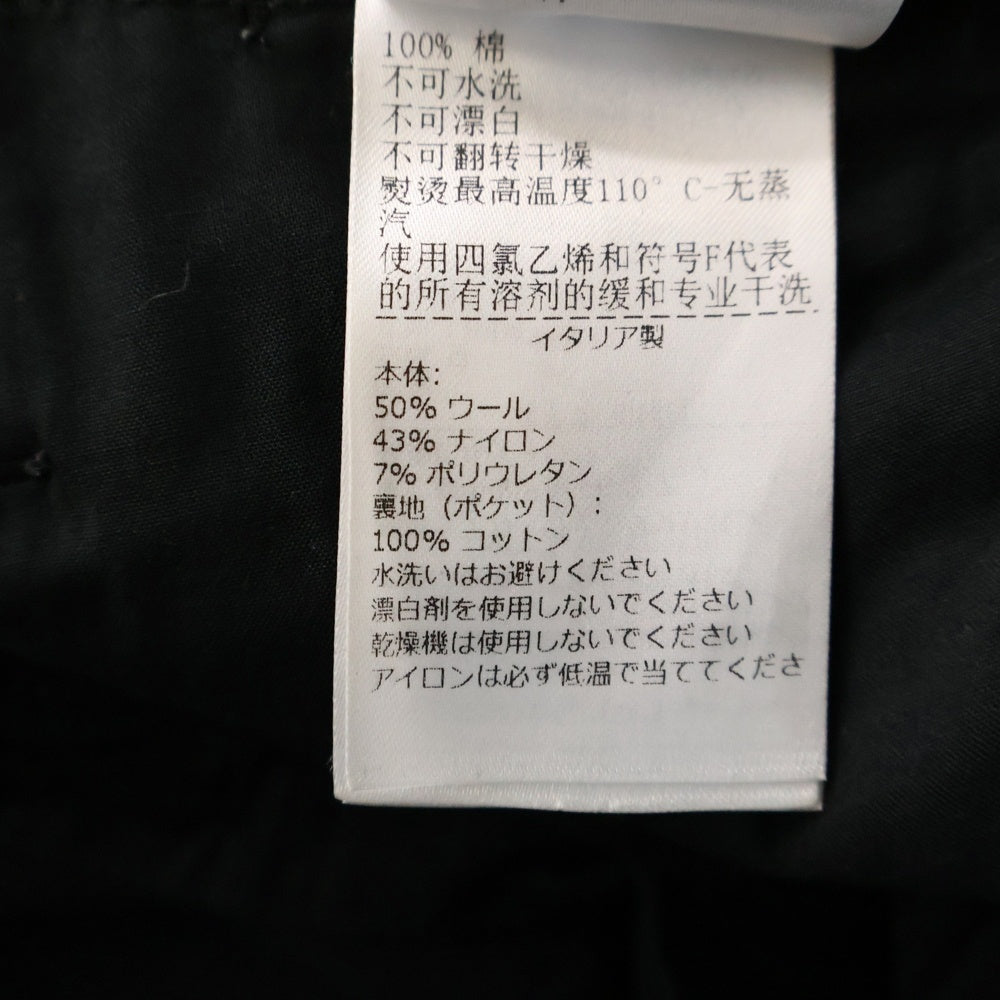 100% 棉
不可水洗
不可漂白
不可翻转干燥
熨烫最高温度110° C-无蒸
汽
使用四氯乙烯和符号F代表
的所有溶剂的缓和专业干洗
イタリア製
本体:
50% ウール
43% ナイロン
7% ポリウレタン
裏地（ポケット）:
100% コットン
水洗いはお避けください
漂白剤を使用しないでください
乾燥機は使用しないでください
アイロンは必ず低温で当ててくださ